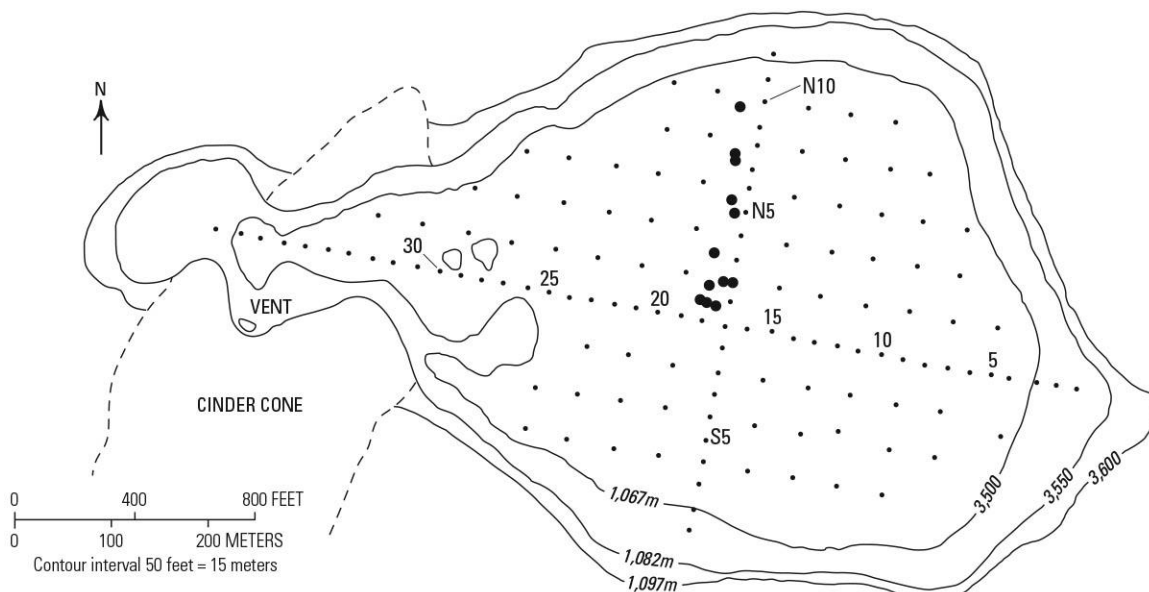 N
N10
N5
30
25
20
15
10
5
VENT
CINDER CONE
S5
1,067m
3,500
3,550
3,600
1,082m
1,097m
0 400 800 FEET
0 100 200 METERS
Contour interval 50 feet = 15 meters